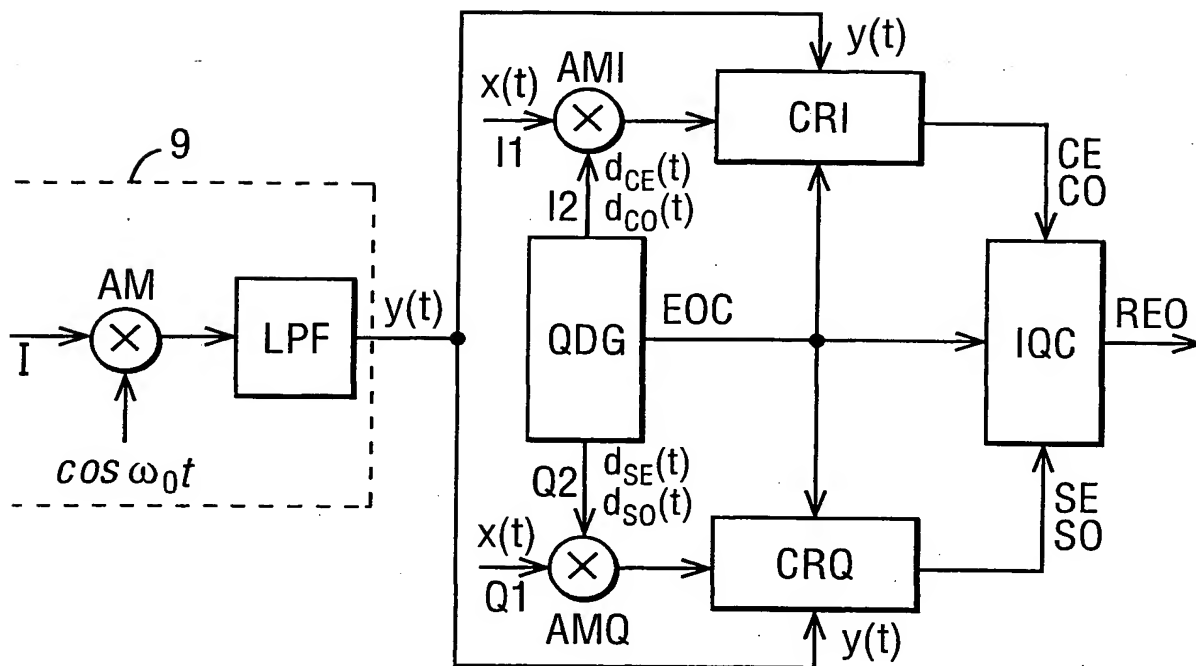 9
I
AM
cos ω₀t
LPF
y(t)
x(t)
I1
AMI
I2
d_CE(t)
d_CO(t)
QDG
EOC
Q2
d_SE(t)
d_SO(t)
x(t)
Q1
AMQ
y(t)
CRI
CE
CO
CRQ
y(t)
SE
SO
IQC
REO